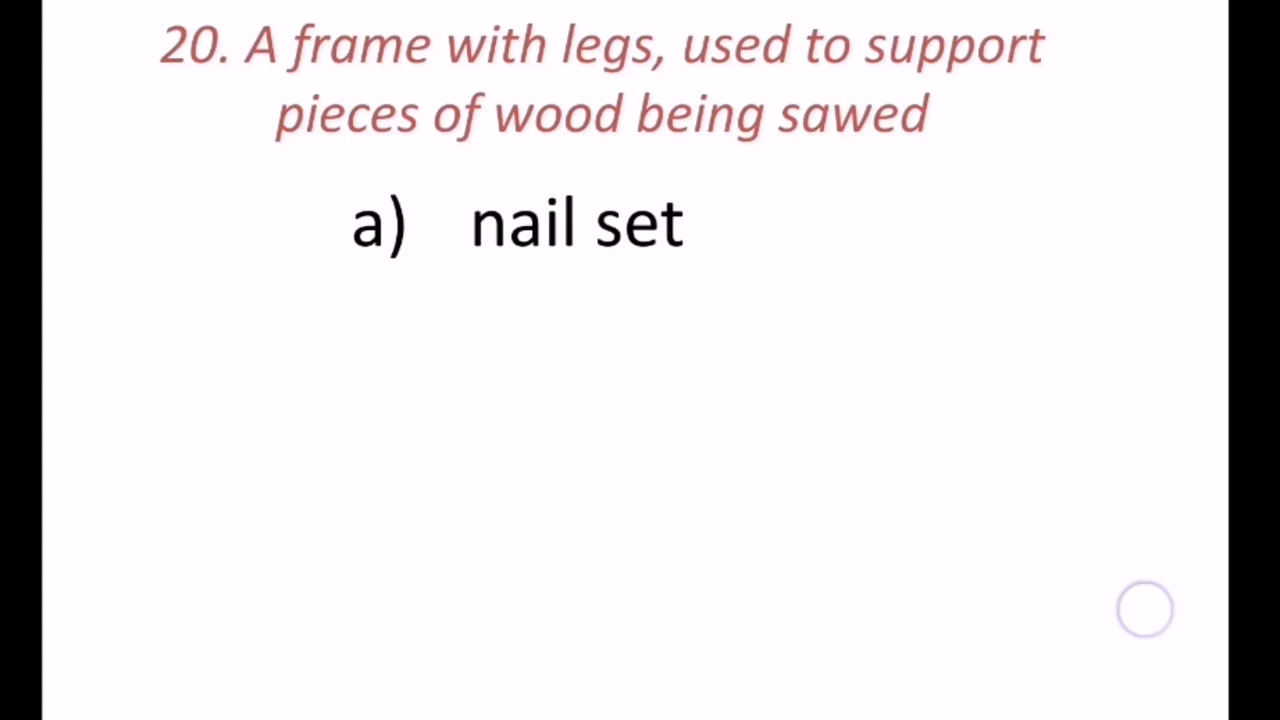 20. A frame with legs, used to support
pieces of wood being sawed
a) nail set